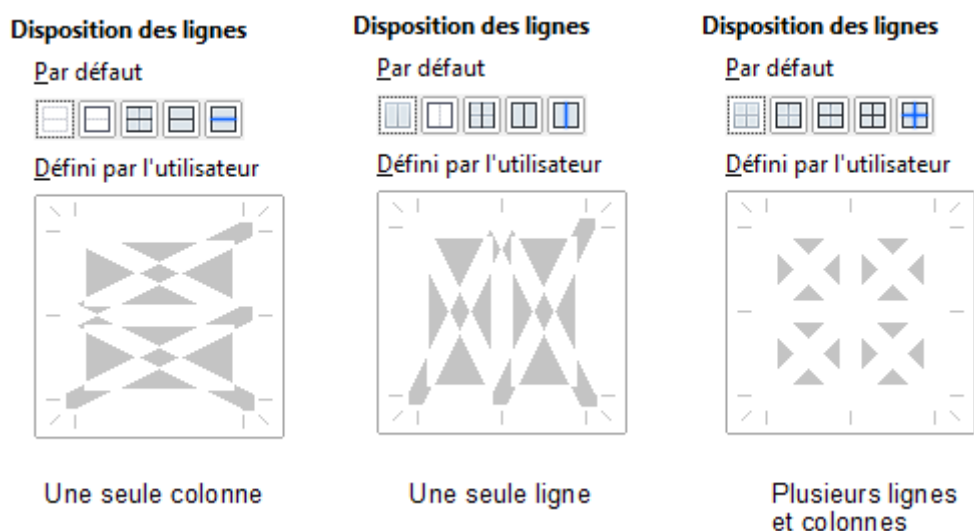 Disposition des lignes
Par défaut
Défini par l'utilisateur
Une seule colonne
Disposition des lignes
Par défaut
Défini par l'utilisateur
Une seule ligne
Disposition des lignes
Par défaut
Défini par l'utilisateur
Plusieurs lignes
et colonnes